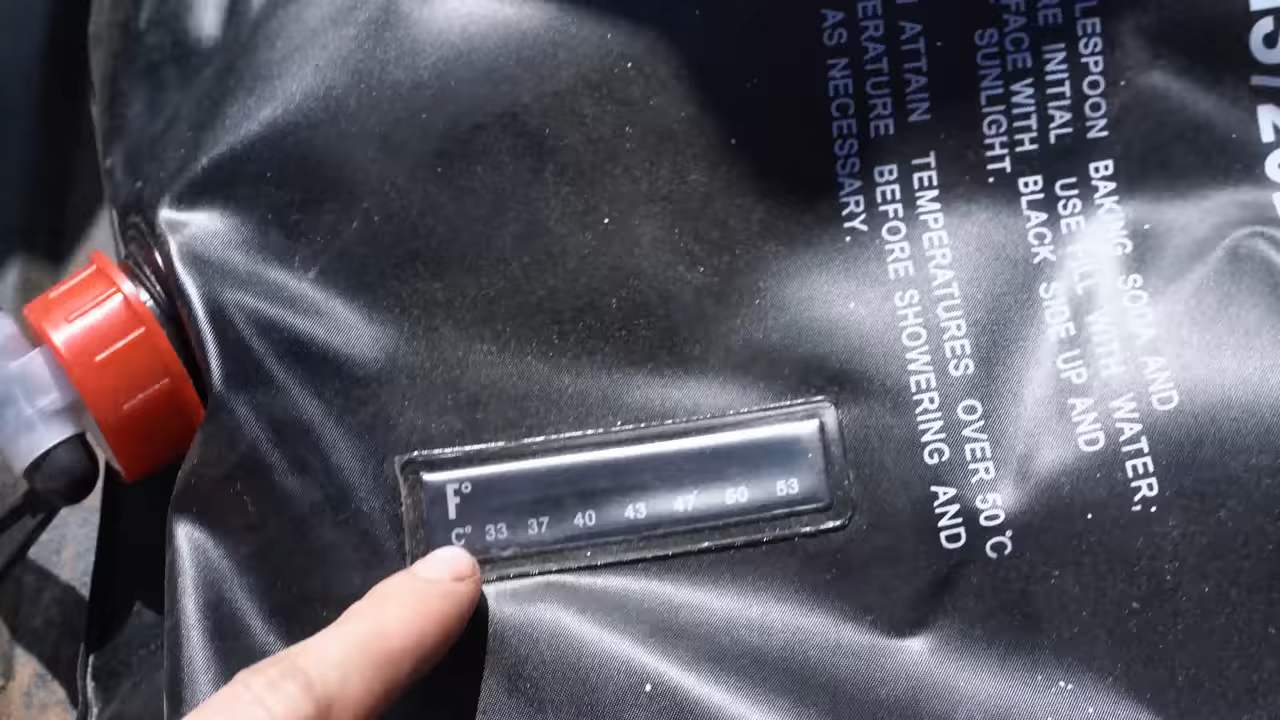 LESPOON BAKING SODA AND
RE INITIAL USE FILL WITH WATER;
FACE WITH BLACK SIDE UP AND
SUNLIGHT.
ATTAIN TEMPERATURES OVER 50°C
ERATURE BEFORE SHOWERING AND
AS NECESSARY.
F°
C° 33 37 40 43 47 50 53